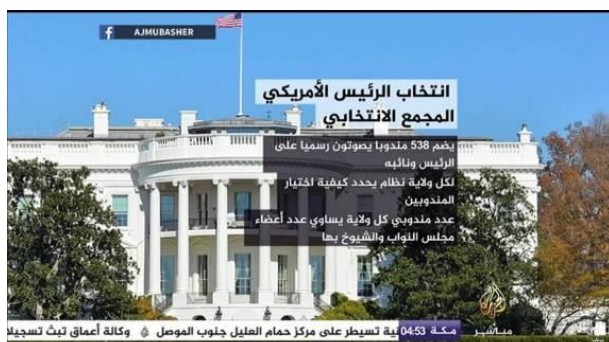 AJMUBASHER
انتخاب الرئيس الأمريكي
المجمع الانتخابي
يضم 538 مندوبا يصوتون رسميا على
الرئيس ونائبه
لكل ولاية نظام يحدد كيفية اختيار
المندوبين
عدد مندوبي كل ولاية يساوي عدد أعضاء
مجلس النواب والشيوخ بها
الجزيرة
مباشر
مكة 04:53
ية تسيطر على مركز حمام العليل جنوب الموصل وكالة أعماق تبث تسجيلا